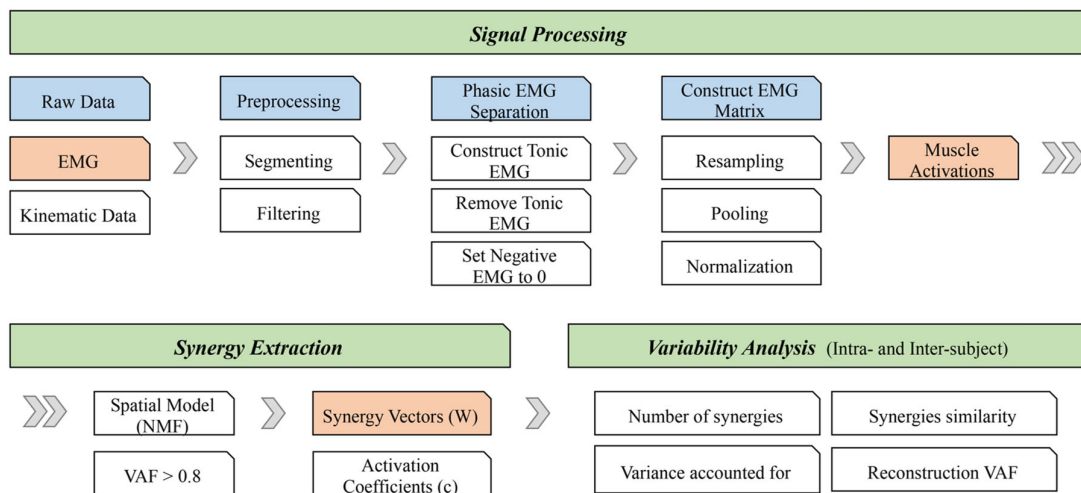 Signal Processing
Raw Data
EMG
Kinematic Data
Preprocessing
Segmenting
Filtering
Phasic EMG
Separation
Construct Tonic
EMG
Remove Tonic
EMG
Set Negative
EMG to 0
Construct EMG
Matrix
Resampling
Pooling
Normalization
Muscle
Activations
Synergy Extraction
Spatial Model
(NMF)
VAF > 0.8
Synergy Vectors (W)
Activation
Coefficients (c)
Variability Analysis (Intra- and Inter-subject)
Number of synergies
Synergies similarity
Variance accounted for
Reconstruction VAF